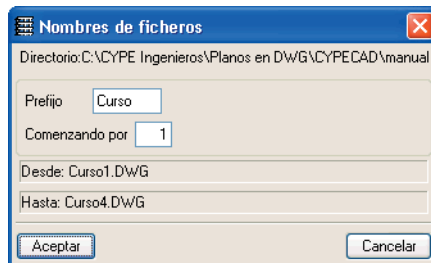 Nombres de ficheros
Directorio:C:\CYPE Ingenieros\Planos en DWG\CYPECAD\manual
Prefijo Curso
Comenzando por 1
Desde: Curso1.DWG
Hasta: Curso4.DWG
Aceptar Cancelar